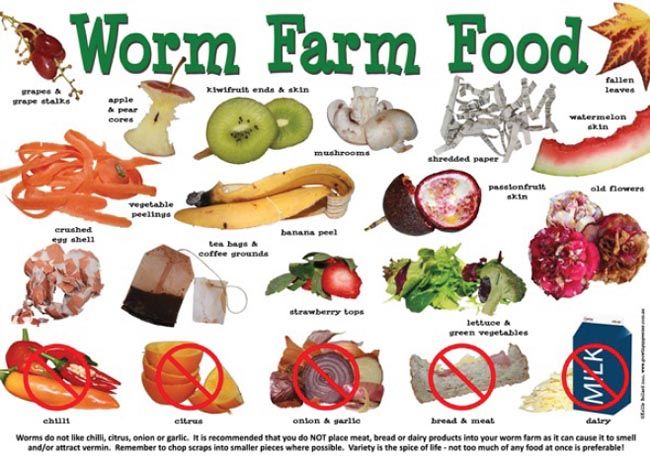 Worm Farm Food
grapes &
grape stalks
apple
& pear
cores
kiwifruit ends & skin
mushrooms
shredded paper
fallen
leaves
watermelon
skin
vegetable
peelings
banana peel
passionfruit
skin
old flowers
crushed
egg shell
tea bags &
coffee grounds
strawberry tops
lettuce &
green vegetables
MILK
chilli
citrus
onion & garlic
bread & meat
dairy
Worms do not like chilli, citrus, onion or garlic. It is recommended that you do NOT place meat, bread or dairy products into your worm farm as it can cause it to smell
and/or attract vermin. Remember to chop scraps into smaller pieces where possible. Variety is the spice of life - not too much of any food at once is preferable!